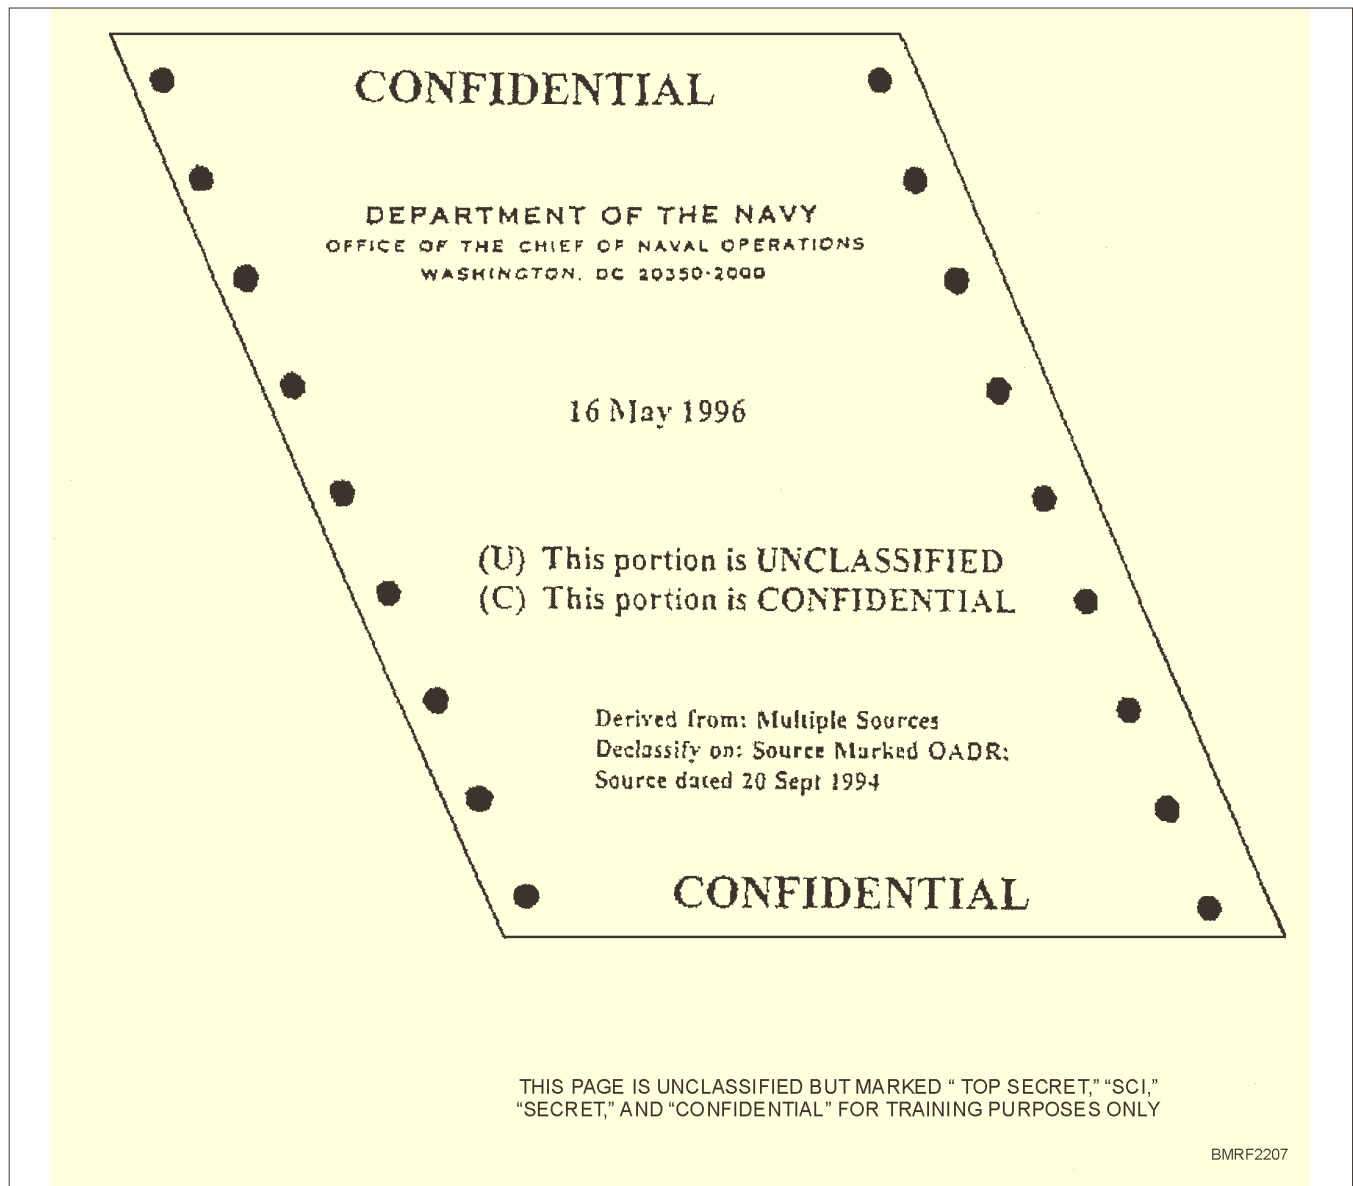 CONFIDENTIAL
DEPARTMENT OF THE NAVY
OFFICE OF THE CHIEF OF NAVAL OPERATIONS
WASHINGTON, DC 20350-2000
16 May 1996
(U) This portion is UNCLASSIFIED
(C) This portion is CONFIDENTIAL
Derived from: Multiple Sources
Declassify on: Source Marked OADR;
Source dated 20 Sept 1994
CONFIDENTIAL
THIS PAGE IS UNCLASSIFIED BUT MARKED “ TOP SECRET,” “SCI,”
“SECRET,” AND “CONFIDENTIAL” FOR TRAINING PURPOSES ONLY
BMRF2207